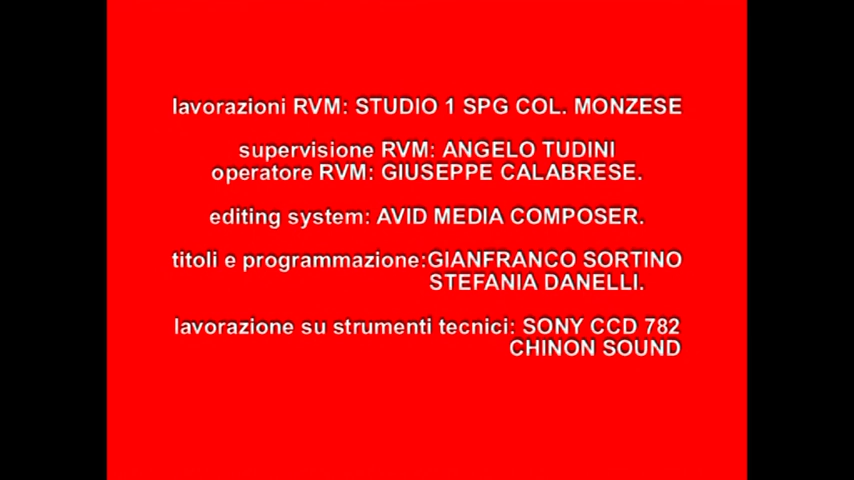 lavorazioni RVM: STUDIO 1 SPG COL. MONZESE
supervisione RVM: ANGELO TUDINI
operatore RVM: GIUSEPPE CALABRESE.
editing system: AVID MEDIA COMPOSER.
titoli e programmazione:GIANFRANCO SORTINO
STEFANIA DANELLI.
lavorazione su strumenti tecnici: SONY CCD 782
CHINON SOUND